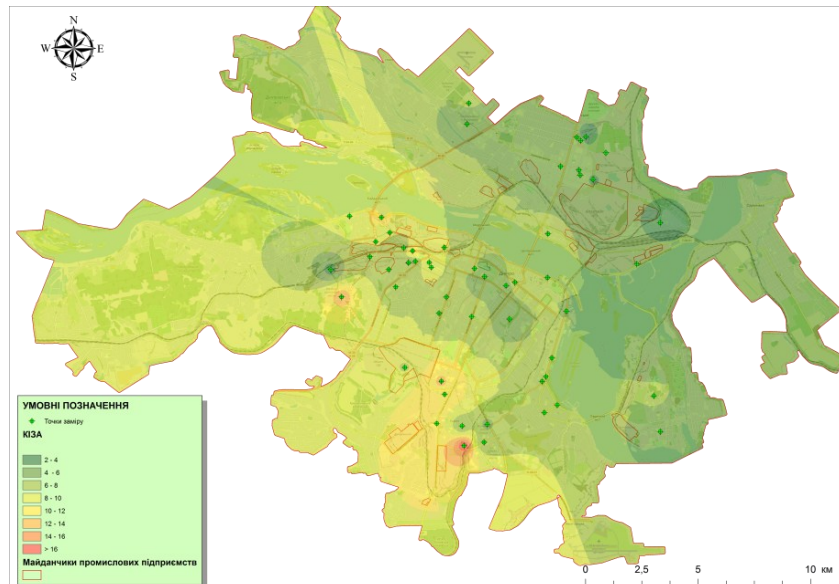 N
W E
S
УМОВНІ ПОЗНАЧЕННЯ
Точки заміру
КІЗА
2 - 4
4 - 6
6 - 8
8 - 10
10 - 12
12 - 14
14 - 16
> 16
Майданчики промислових підприємств
0 2,5 5 10 км